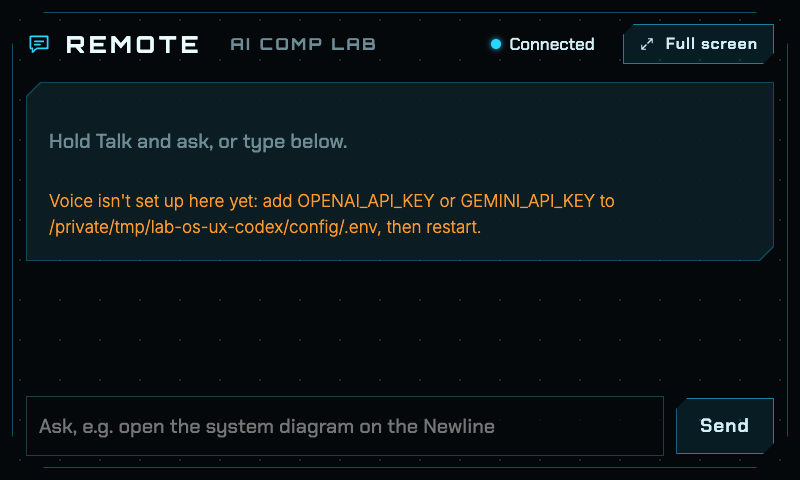 REMOTE AI COMP LAB Connected Full screen
Hold Talk and ask, or type below.
Voice isn't set up here yet: add OPENAI_API_KEY or GEMINI_API_KEY to
/private/tmp/lab-os-ux-codex/config/.env, then restart.
Ask, e.g. open the system diagram on the Newline Send